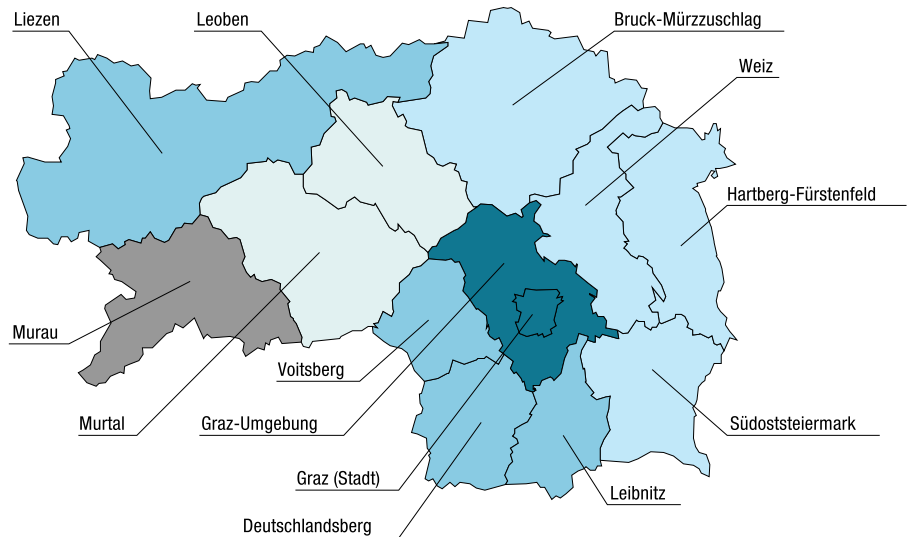 Liezen
Leoben
Bruck-Mürzzuschlag
Weiz
Hartberg-Fürstenfeld
Murau
Voitsberg
Murtal
Graz-Umgebung
Südoststeiermark
Graz (Stadt)
Leibnitz
Deutschlandsberg